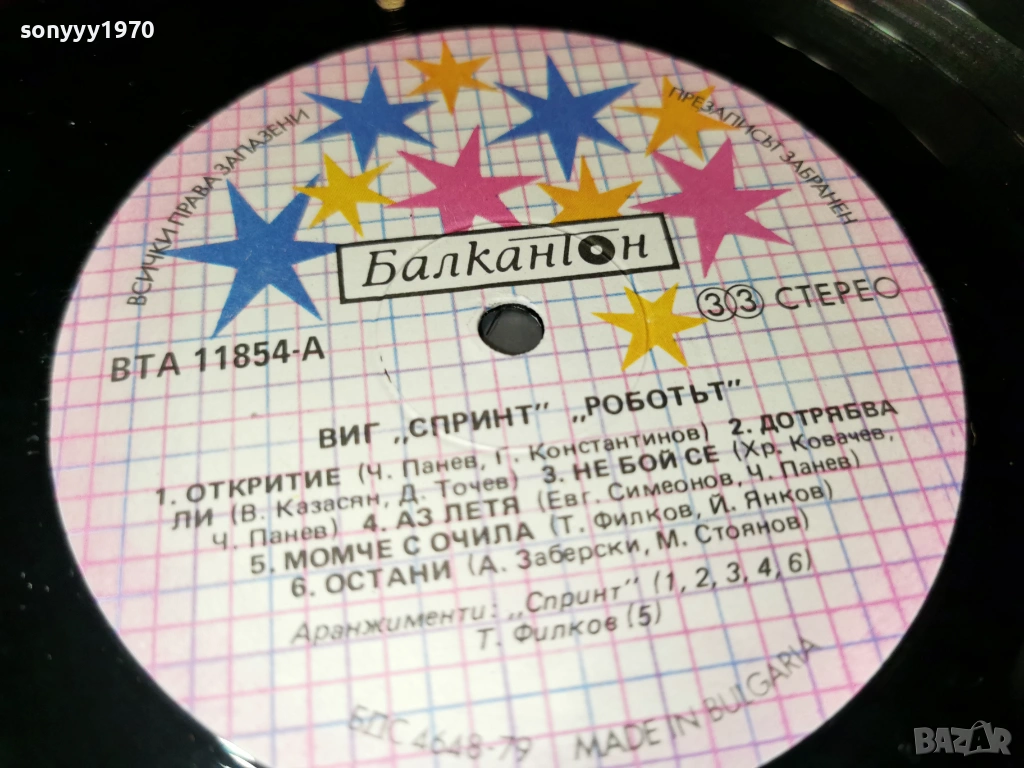 sonyyy1970
ВСИЧКИ ПРАВА ЗАПАЗЕНИ
ПРЕЗАПИСЪТ ЗАБРАНЕН
Балкантон
33 СТЕРЕО
ВТА 11854-А
ВИГ „СПРИНТ" „РОБОТЪТ"
1. ОТКРИТИЕ (Ч. Панев, Г. Константинов) 2. ДОТРЯБВА
ЛИ (В. Казасян, Д. Точев) 3. НЕ БОЙ СЕ (Хр. Ковачев,
Ч. Панев) 4. АЗ ЛЕТЯ (Евг. Симеонов, Ч. Панев)
5. МОМЧЕ С ОЧИЛА (Т. Филков, Й. Янков)
6. ОСТАНИ (А. Заберски, М. Стоянов)
Аранжименти: „Спринт" (1, 2, 3, 4, 6)
Т. Филков (5)
БДС 4648-79 MADE IN BULGARIA
BAZAR